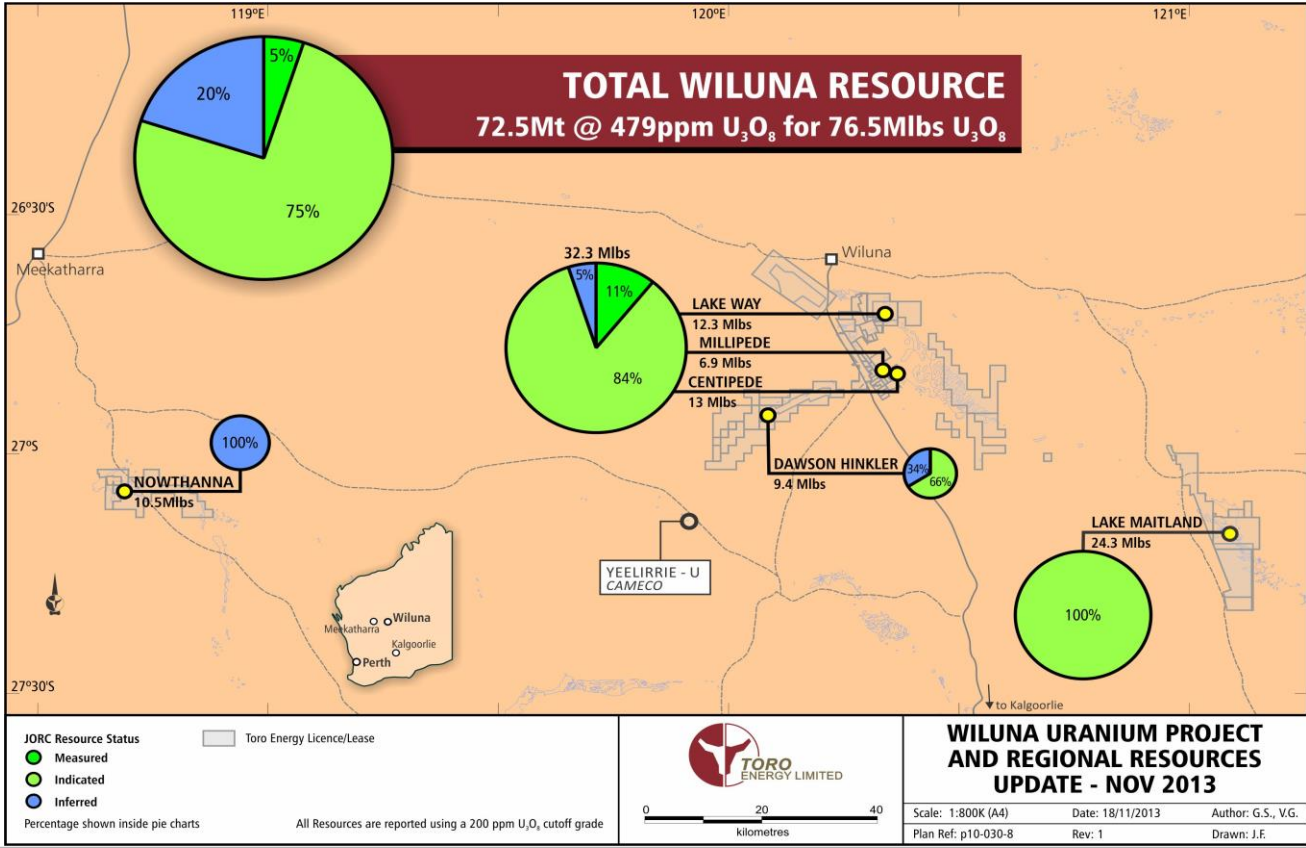 119ºE
120ºE
121ºE
5%
20%
75%
TOTAL WILUNA RESOURCE
72.5Mt @ 479ppm U₃O₈ for 76.5Mlbs U₃O₈
26º30'S
Meekatharra
Wiluna
32.3 Mlbs
5%
11%
84%
LAKE WAY
12.3 Mlbs
MILLIPEDE
6.9 Mlbs
CENTIPEDE
13 Mlbs
27ºS
100%
NOWTHANNA
10.5Mlbs
DAWSON HINKLER
9.4 Mlbs
34%
66%
LAKE MAITLAND
24.3 Mlbs
100%
YEELIRRIE - U
CAMECO
Wiluna
Meekatharra
Kalgoorlie
Perth
27º30'S
to Kalgoorlie
JORC Resource Status
Measured
Indicated
Inferred
Toro Energy Licence/Lease
Percentage shown inside pie charts
All Resources are reported using a 200 ppm U₃O₈ cutoff grade
TORO
ENERGY LIMITED
0 20 40
kilometres
WILUNA URANIUM PROJECT
AND REGIONAL RESOURCES
UPDATE - NOV 2013
Scale: 1:800K (A4) Date: 18/11/2013 Author: G.S., V.G.
Plan Ref: p10-030-8 Rev: 1 Drawn: J.F.